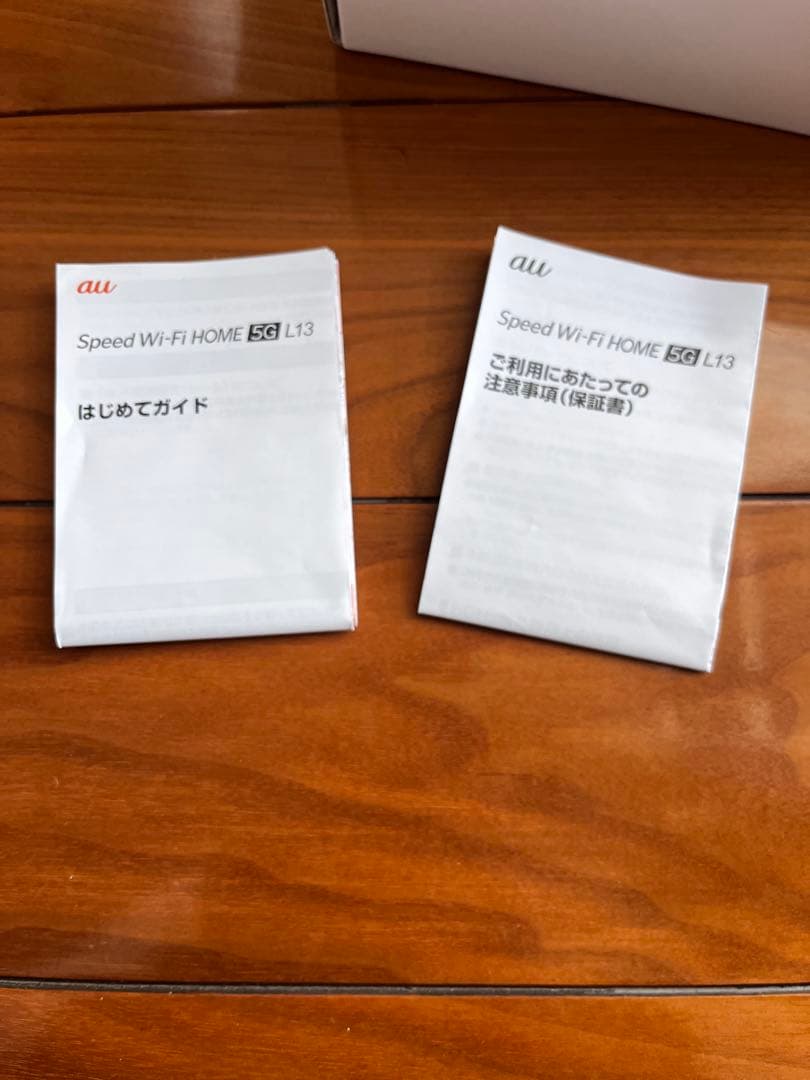 au
Speed Wi-Fi HOME 5G L13
はじめてガイド
au
Speed Wi-Fi HOME 5G L13
ご利用にあたっての
注意事項(保証書)